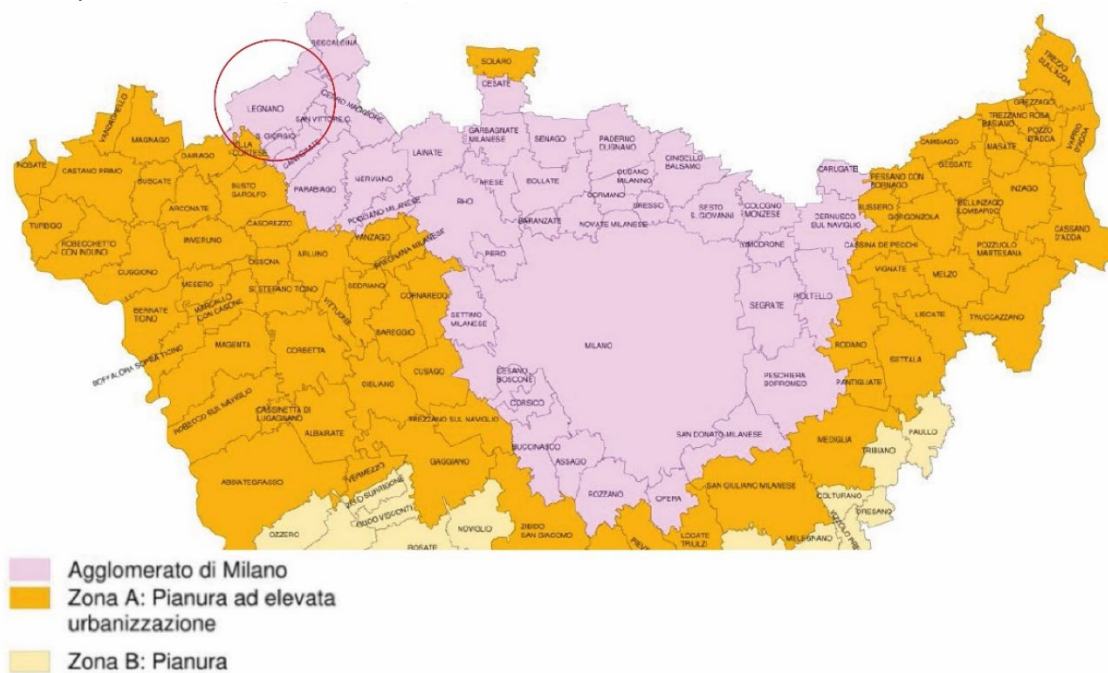 RESCALDINA
SOLARO
TREZZO
SULL'ADDA
CESATE
LEGNANO
CERRO MAGGIORE
VANZAGHELLO
SAN VITTORE O.
GREZZAGO
TREZZANO ROSA
BASIANO
MAGNAGO
S. GIORGIO
VILLA
CORTESE
GARBAGNATE
MILANESE
SENAGO
PADERNO
DUGNANO
CAMBIAGO
MASATE
POZZO
D'ADDA
VAPRIO
D'ADDA
DAIRAGO
CANEGRATE
LAINATE
CINISELLO
BALSAMO
GESSATE
NOSATE
CASTANO PRIMO
BUSCATE
BUSTO
GAROLFO
PARABIAGO
NERVIANO
ARESE
BOLLATE
CORMANO
BRESSO
CARUGATE
PESSANO CON
BORNAGO
INZAGO
ARCONATE
CASOREZZO
POGLIANO MILANESE
RHO
BARANZATE
NOVATE MILANESE
SESTO
S. GIOVANNI
COLOGNO
MONZESE
CERNUSCO
SUL NAVIGLIO
BUSSERO
GORGONZOLA
BELLINZAGO
LOMBARDO
TURBIGO
ROBECCHETTO
CON INDUNO
INVERUNO
VANZAGO
PERO
VIMODRONE
CASSINA DE PECCHI
POZZUOLO
MARTESANA
CASSANO
D'ADDA
CUGGIONO
OSSONA
ARLUNO
SEDRIANO
CORNAREDO
VIGNATE
MELZO
BERNATE
TICINO
MESERO
MARCALLO
CON CASONE
S. STEFANO TICINO
VITTUONE
SETTIMO
MILANESE
SEGRATE
PIOLTELLO
LISCATE
TRUCCAZZANO
BOFFALORA SOPRA TICINO
MAGENTA
CORBETTA
BAREGGIO
MILANO
RODANO
SETTALA
ROBECCO SUL NAVIGLIO
CASSINETTA DI
LUGAGNANO
CUSAGO
CESANO
BOSCONE
CORSICO
PESCHIERA
BORROMEO
PANTIGLIATE
ALBAIRATE
TREZZANO SUL NAVIGLIO
BUCCINASCO
ASSAGO
SAN DONATO MILANESE
MEDIGLIA
PAULLO
TRIBIANO
ABBIATEGRASSO
VERMEZZO
GAGGIANO
ROZZANO
OPERA
SAN GIULIANO MILANESE
COLTURANO
DRESANO
OZZERO
NOVIGLIO
ROSATE
ZIBIDO
SAN GIACOMO
LOCATE
TRIULZI
MELEGNANO
Agglomerato di Milano
Zona A: Pianura ad elevata
urbanizzazione
Zona B: Pianura